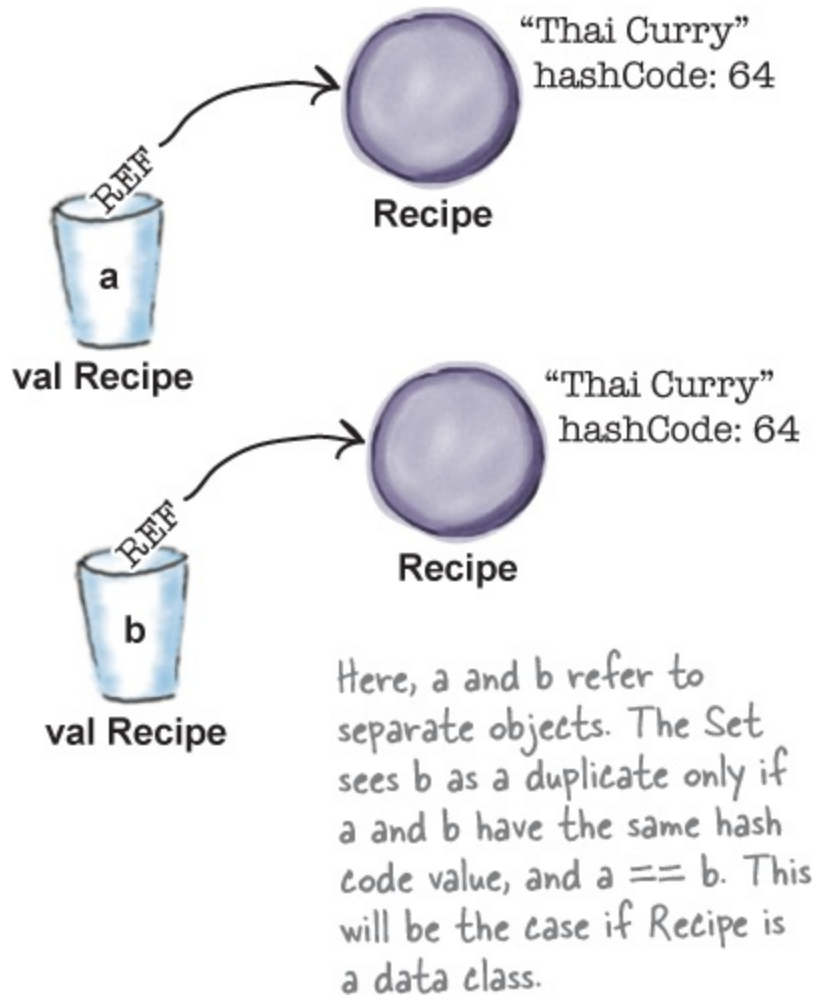 “Thai Curry”
hashCode: 64
REF
Recipe
a
val Recipe
“Thai Curry”
hashCode: 64
REF
Recipe
b
val Recipe
Here, a and b refer to
separate objects. The Set
sees b as a duplicate only if
a and b have the same hash
code value, and a == b. This
will be the case if Recipe is
a data class.